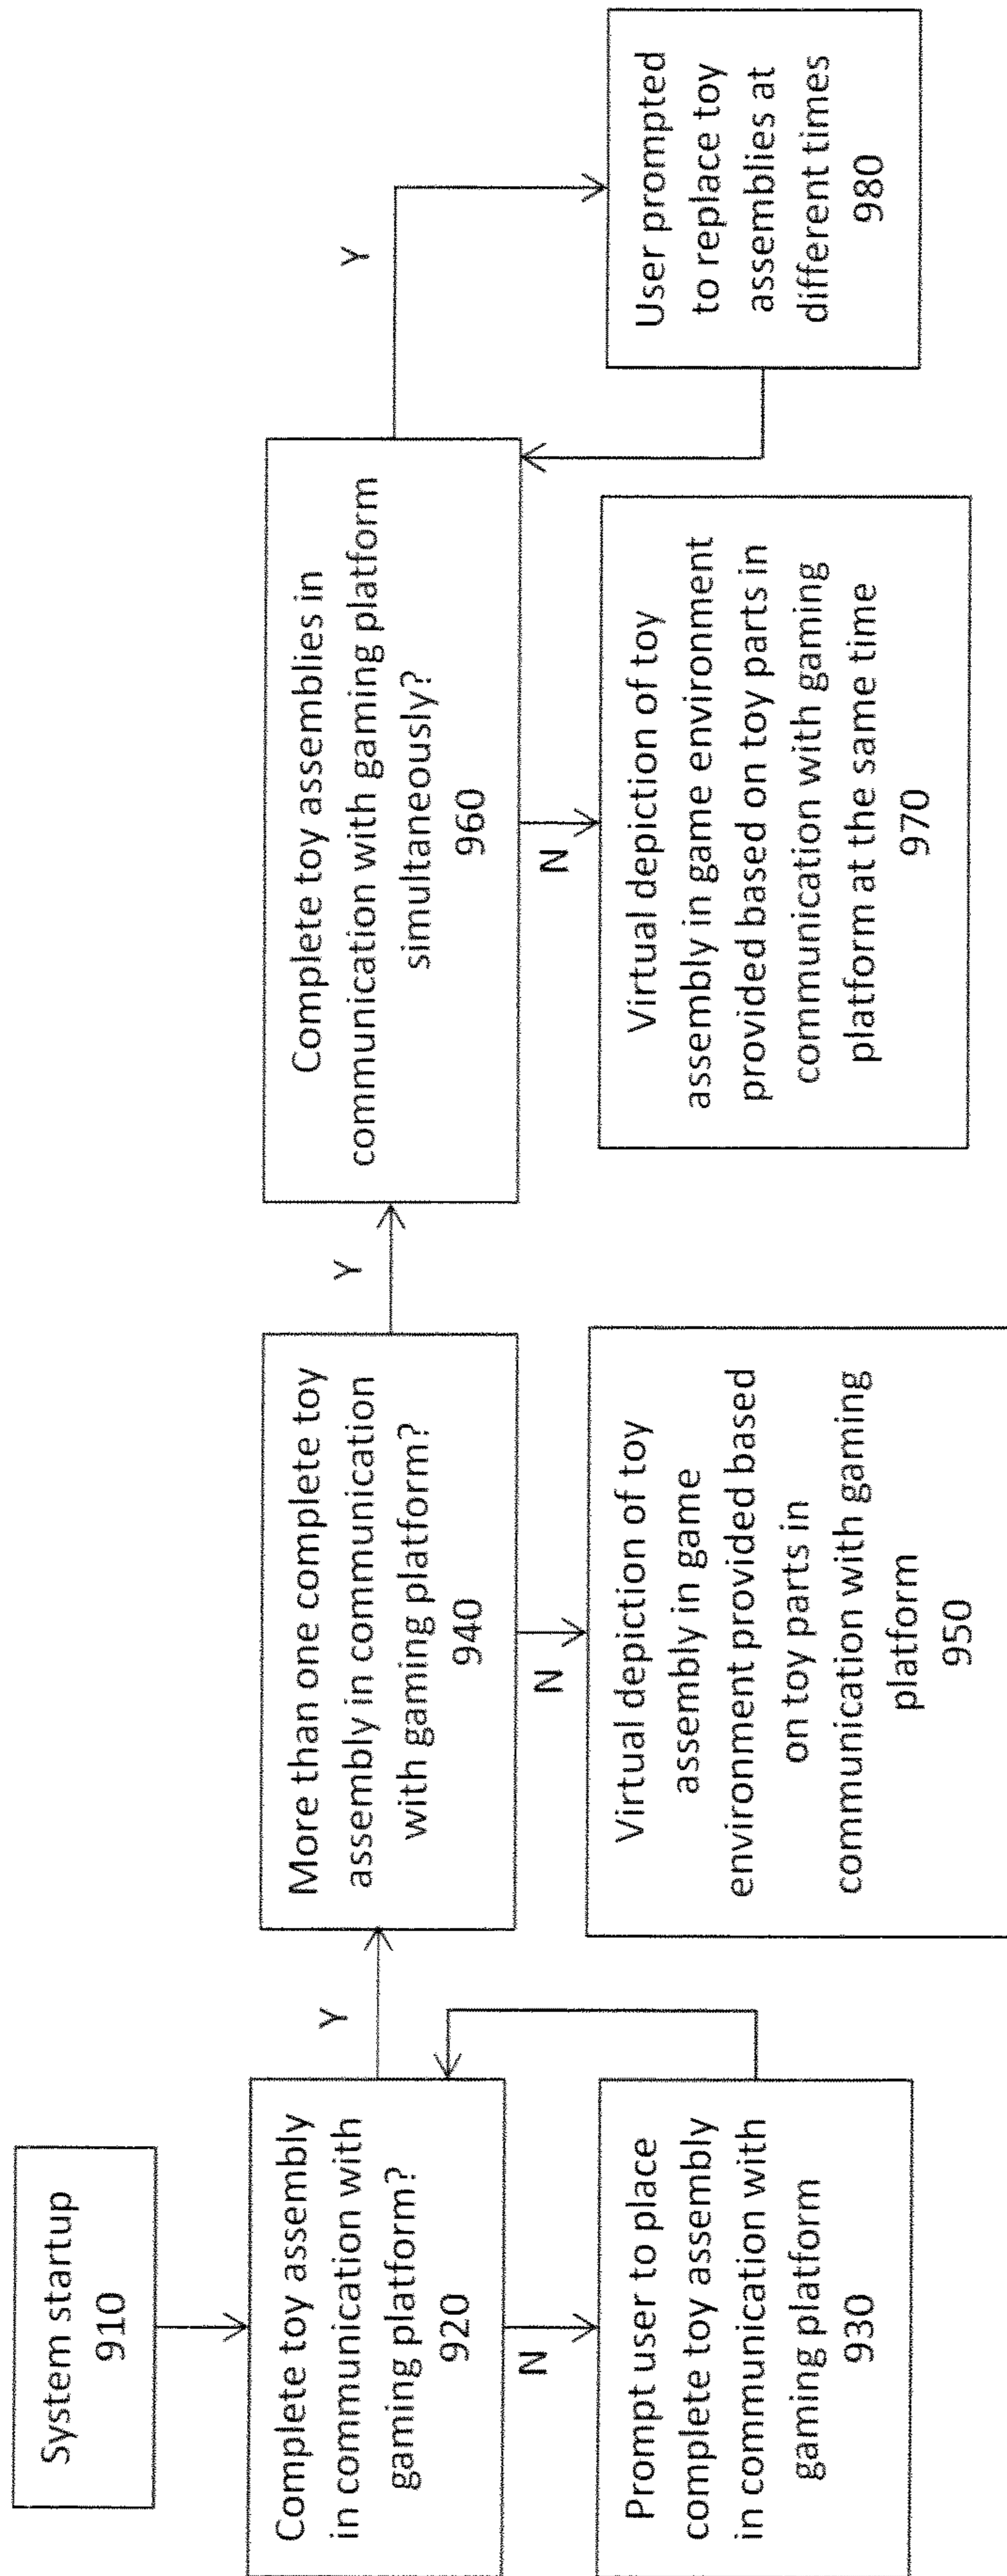 System startup
910
Complete toy assembly
in communication with
gaming platform?
920
Y
N
Prompt user to place
complete toy assembly
in communication with
gaming platform
930
More than one complete toy
assembly in communication
with gaming platform?
940
Y
N
Virtual depiction of toy
assembly in game
environment provided based
on toy parts in
communication with gaming
platform
950
Complete toy assemblies in
communication with gaming platform
simultaneously?
960
Y
N
Virtual depiction of toy
assembly in game environment
provided based on toy parts in
communication with gaming
platform at the same time
970
User prompted
to replace toy
assemblies at
different times
980